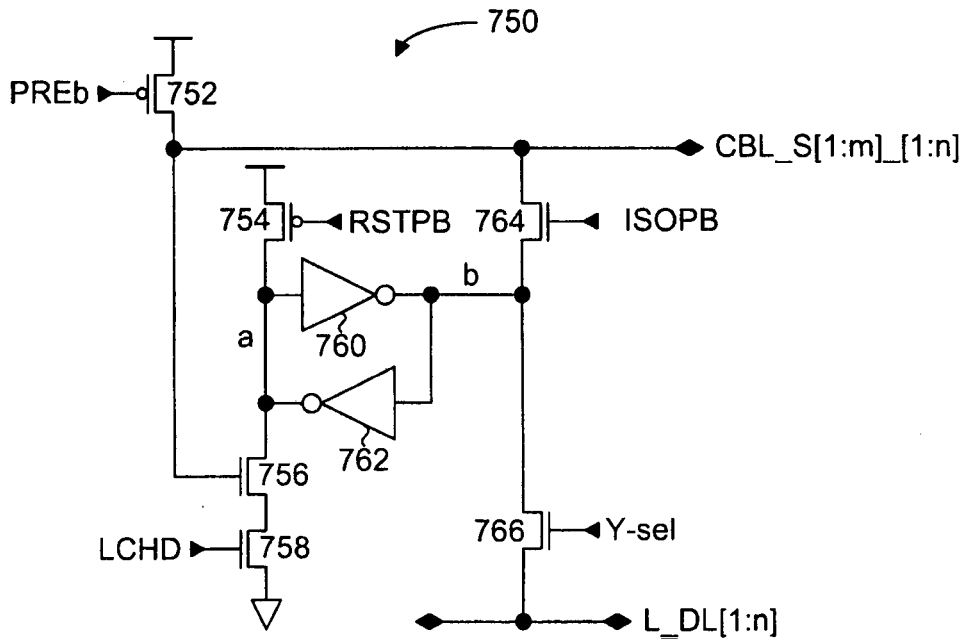 750
PREb
752
CBL_S[1:m]_[1:n]
754
RSTPB
764
ISOPB
b
760
a
762
756
766
Y-sel
LCHD
758
L_DL[1:n]